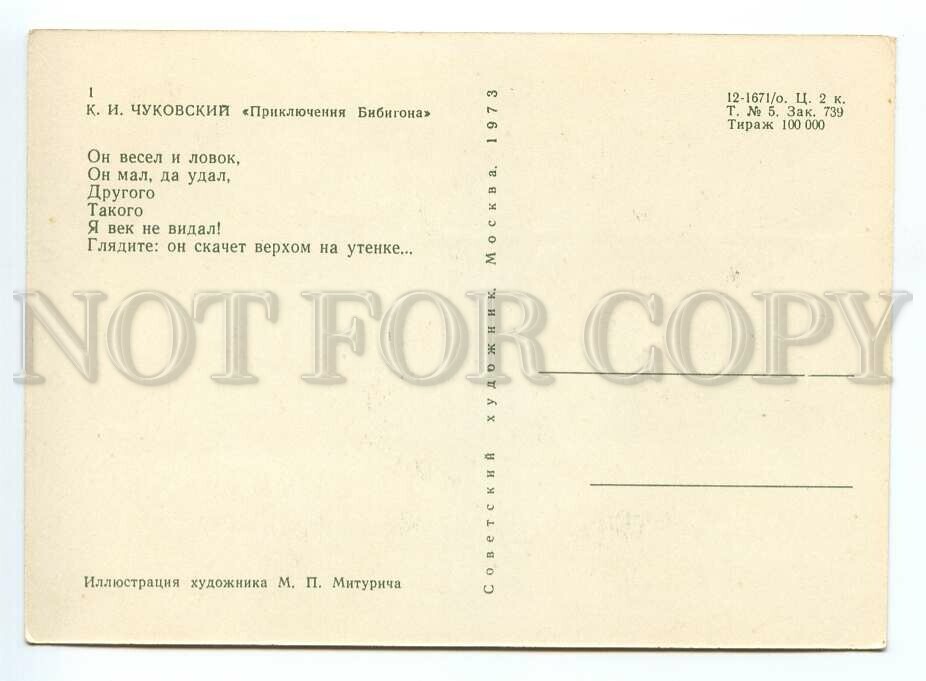 1
К. И. ЧУКОВСКИЙ «Приключения Бибигона»
Он весел и ловок,
Он мал, да удал,
Другого
Такого
Я век не видал!
Глядите: он скачет верхом на утенке...
Иллюстрация художника М. П. Митурича
Советский художник. Москва. 1973
12-1671/о. Ц. 2 к.
Т. № 5. Зак. 739
Тираж 100 000
NOT FOR COPY